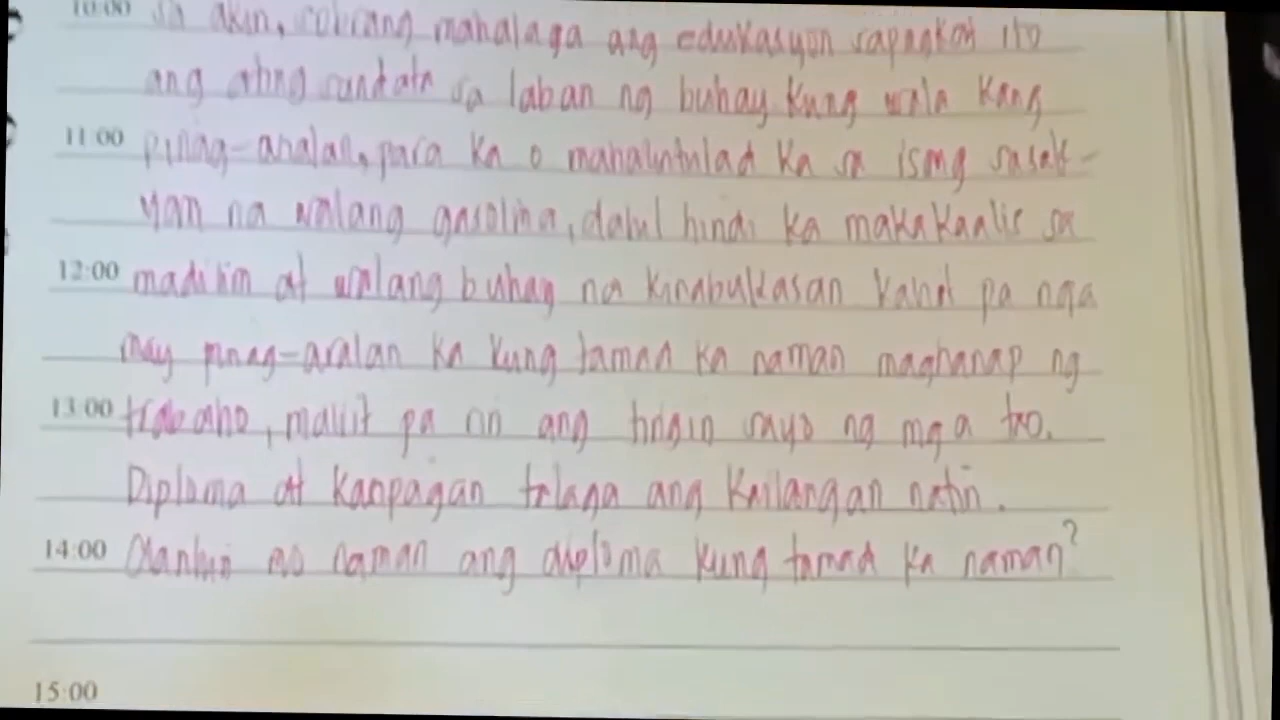 10:00 sa akin, sobrang mahalaga ang edukasyon sapagkat ito
ang ating sandata sa laban ng buhay kung wala kang
11:00 pinag-aralan, para ka o mahalintulad ka sa isang sasak-
yan na walang gasolina, dahil hindi ka makakaalis sa
12:00 madilim at walang buhay na kinabukasan kahit pa nga
may pinag-aralan ka kung tamad ka naman maghanap ng
13:00 trabaho, maliit pa rin ang tingin sayo ng mga tao.
Diploma at kasipagan talaga ang kailangan natin.
14:00 mo naman ang diploma kung tamad ka naman?
15:00